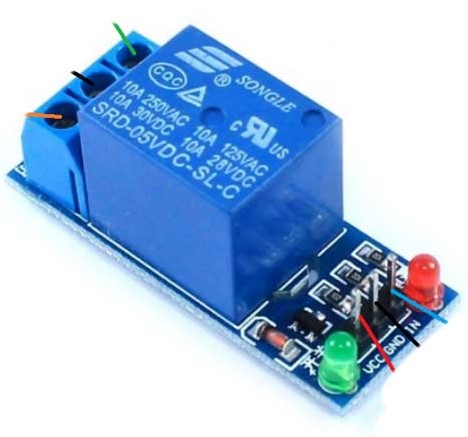 SONGLE
®
CQC
C US
10A 250VAC 10A 125VAC
10A 30VDC 10A 28VDC
SRD-05VDC-SL-C
VCC GND IN